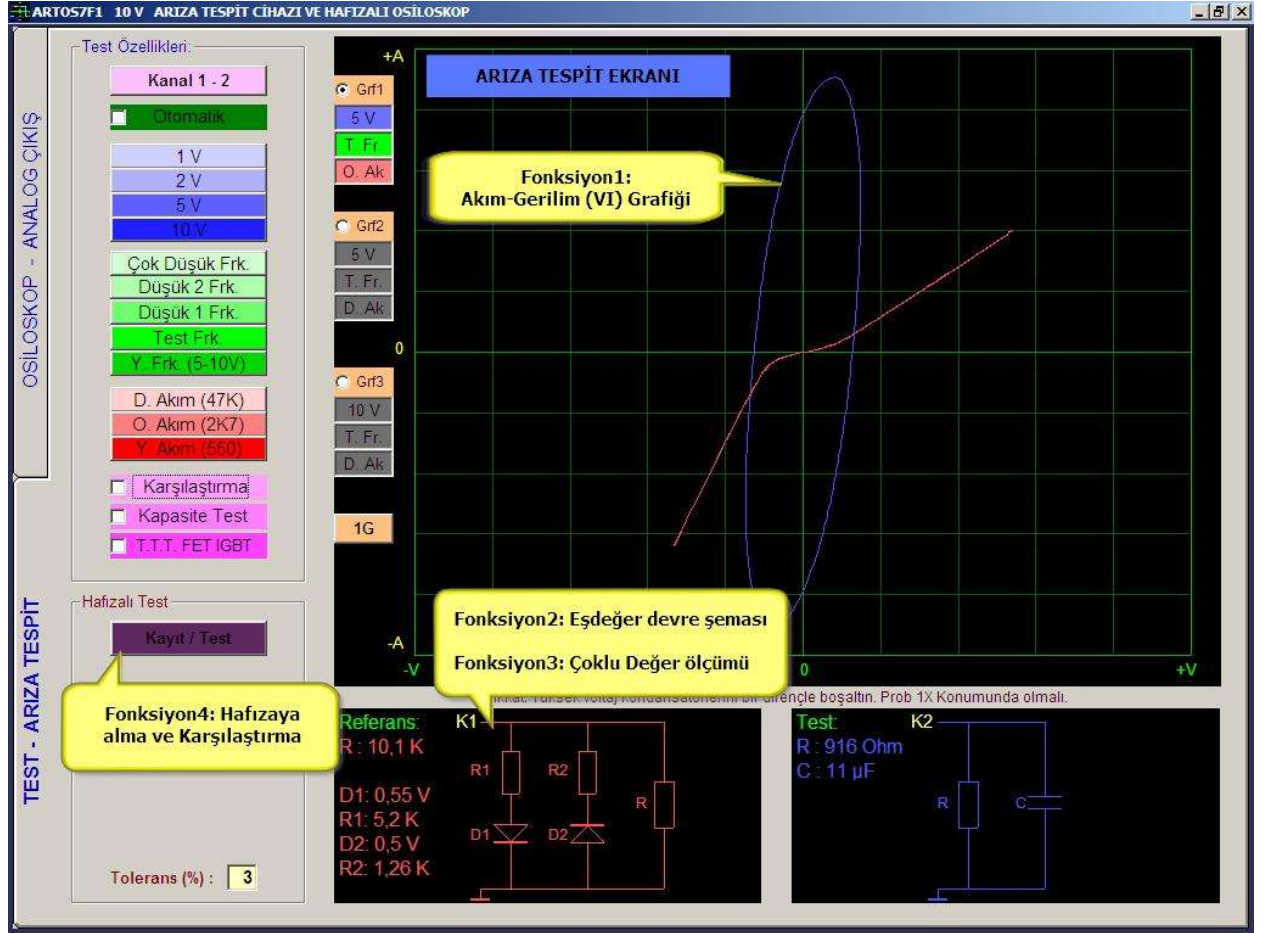 ARTOS7F1 10 V ARIZA TESPİT CİHAZI VE HAFIZALI OSİLOSKOP
OSİLOSKOP - ANALOG ÇIKIŞ
TEST - ARIZA TESPİT
Test Özellikleri:
Kanal 1 - 2
Otomatik
1 V
2 V
5 V
10 V
Çok Düşük Frk.
Düşük 2 Frk.
Düşük 1 Frk.
Test Frk.
Y. Frk. (5-10V)
D. Akım (47K)
O. Akım (2K7)
Y. Akım (560)
Karşılaştırma
Kapasite Test
T.T.T. FET IGBT
Hafızalı Test
Kayıt / Test
Fonksiyon4: Hafızaya
alma ve Karşılaştırma
Tolerans (%) : 3
+A
Grf1
5 V
T. Fr.
O. Ak
Grf2
5 V
T. Fr.
D. Ak
0
Grf3
10 V
T. Fr.
D. Ak
1G
-A
ARIZA TESPİT EKRANI
Fonksiyon1:
Akım-Gerilim (VI) Grafiği
Fonksiyon2: Eşdeğer devre şeması
Fonksiyon3: Çoklu Değer ölçümü
-V 0 +V
bir dirençle boşaltın. Prob 1X Konumunda olmalı.
Referans: K1
R : 10,1 K
D1: 0,55 V
R1: 5,2 K
D2: 0,5 V
R2: 1,26 K
R1 R2 R
D1 D2
Test: K2
R : 916 Ohm
C : 11 µF
R C